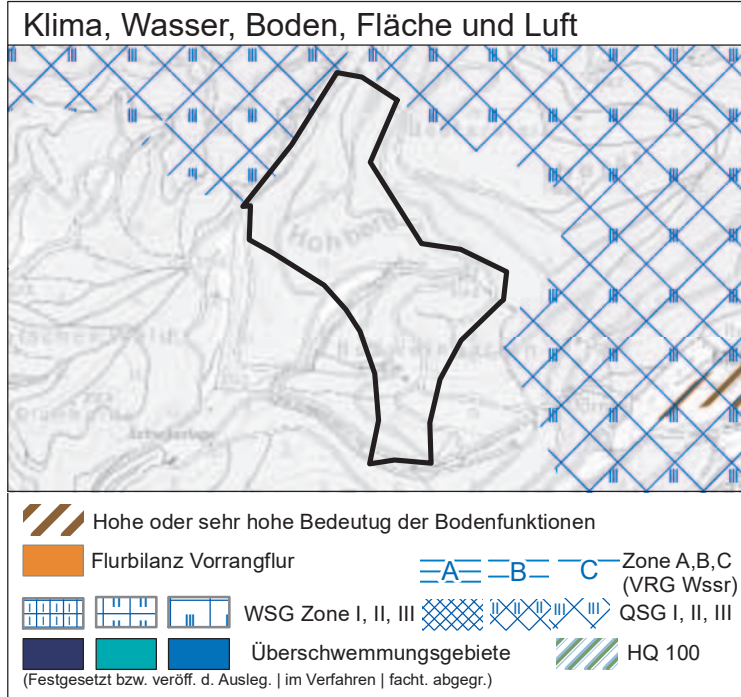 Klima, Wasser, Boden, Fläche und Luft
Hohberg
Hohe oder sehr hohe Bedeutug der Bodenfunktionen
Flurbilanz Vorrangflur
A B C Zone A,B,C
(VRG Wssr)
WSG Zone I, II, III
QSG I, II, III
Überschwemmungsgebiete
HQ 100
(Festgesetzt bzw. veröff. d. Ausleg. | im Verfahren | facht. abgegr.)